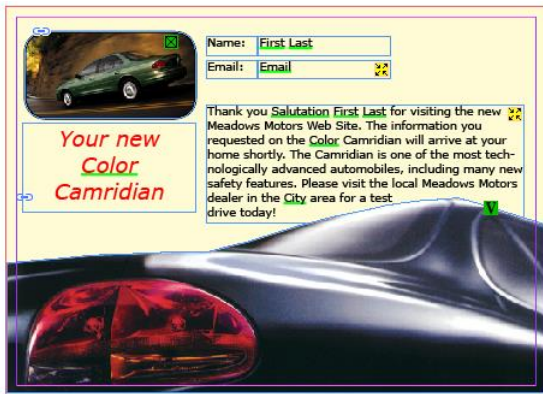 Name: First Last
Email: Email
Your new
Color
Camridian
Thank you Salutation First Last for visiting the new
Meadows Motors Web Site. The information you
requested on the Color Camridian will arrive at your
home shortly. The Camridian is one of the most tech-
nologically advanced automobiles, including many new
safety features. Please visit the local Meadows Motors
dealer in the City area for a test
drive today!
V